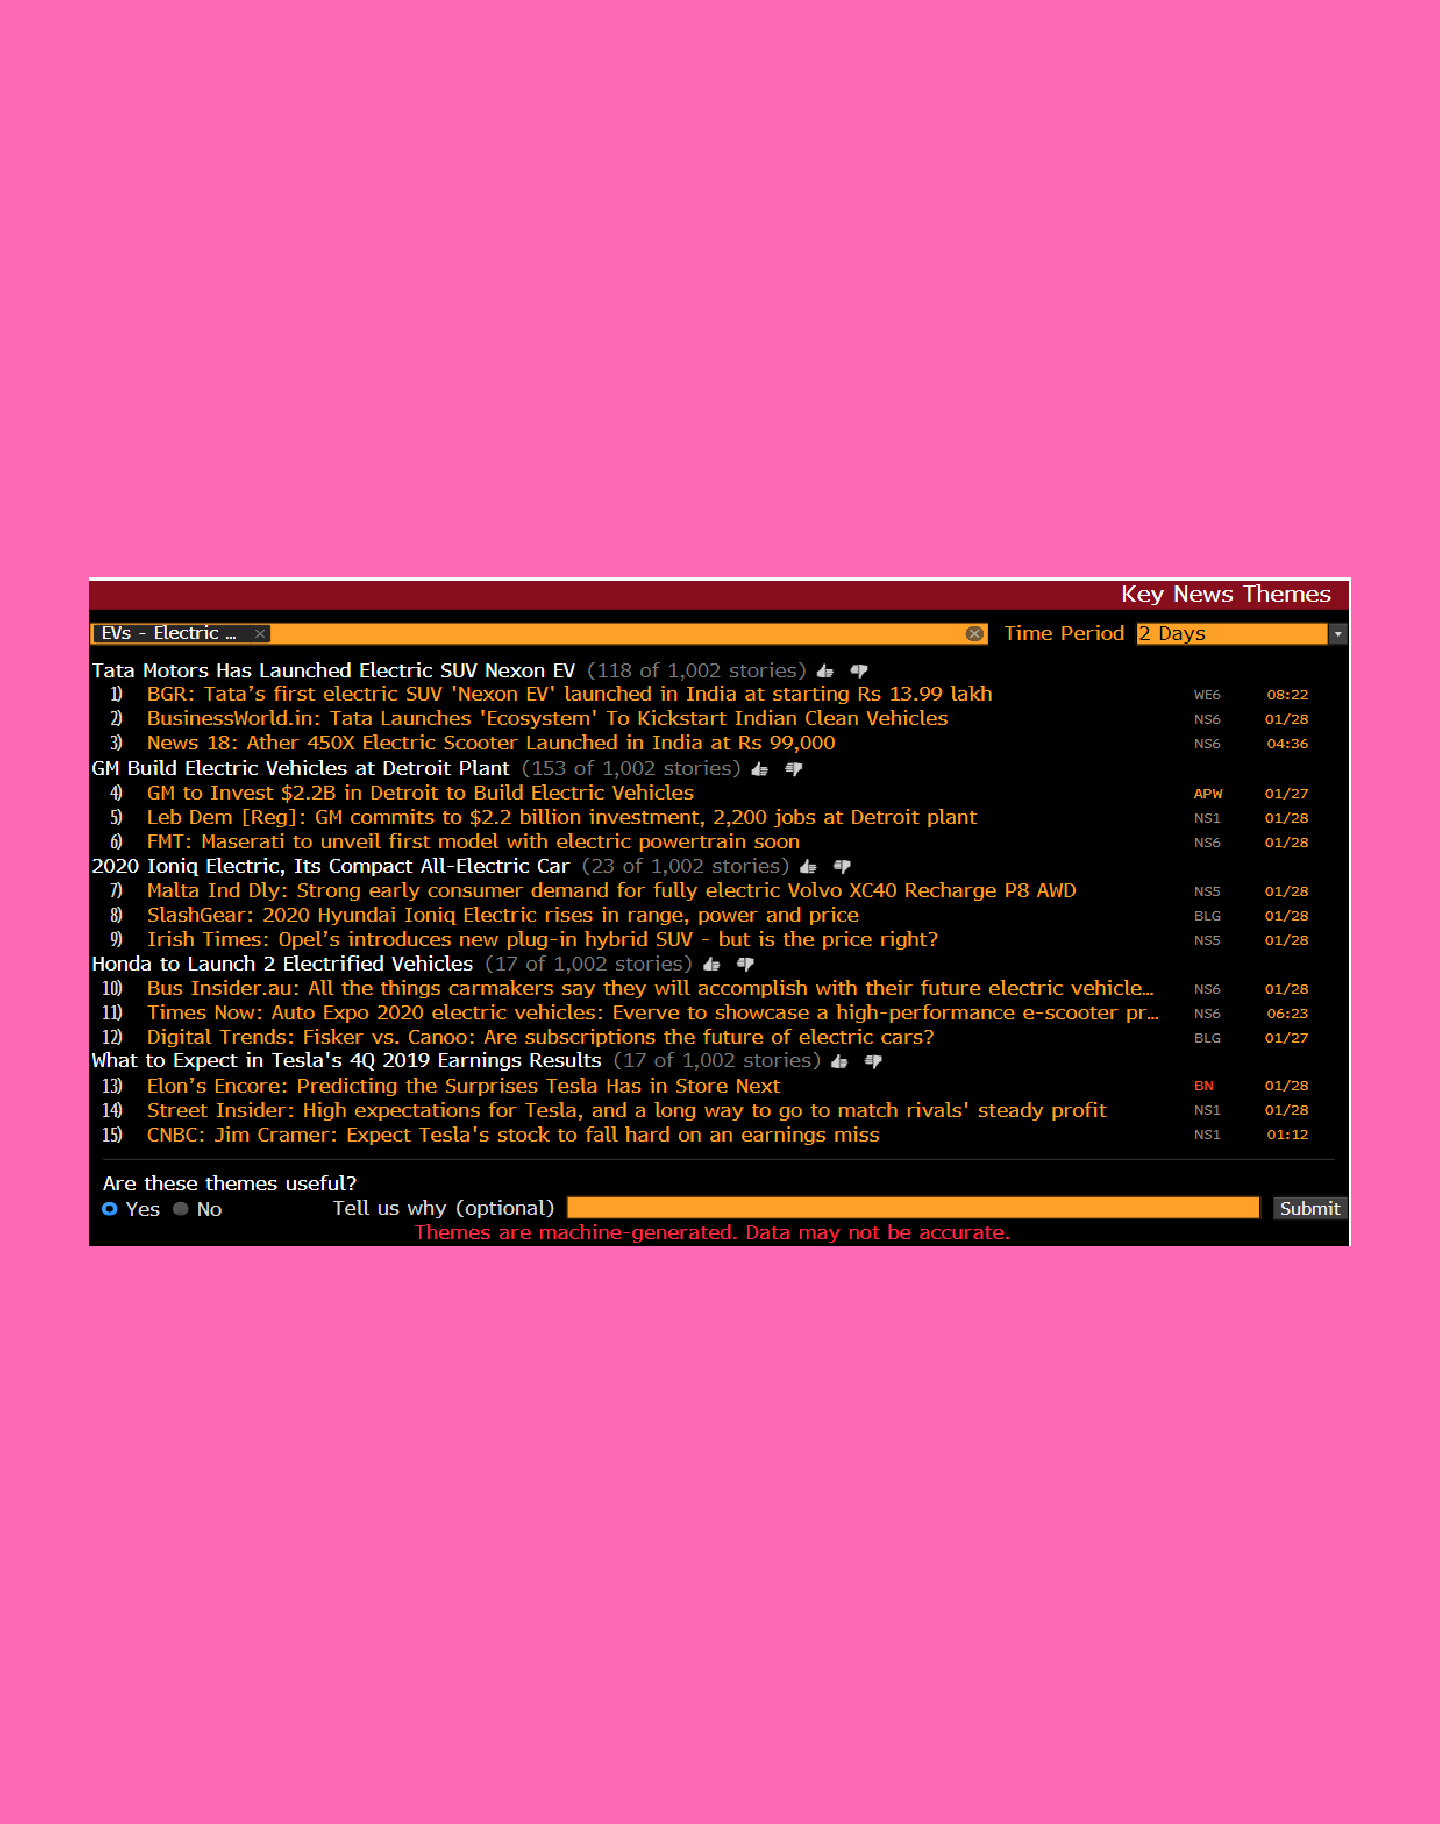 Key News Themes
EVs - Electric ...
Time Period 2 Days
Tata Motors Has Launched Electric SUV Nexon EV (118 of 1,002 stories)
1) BGR: Tata's first electric SUV 'Nexon EV' launched in India at starting Rs 13.99 lakh WE6 08:22
2) BusinessWorld.in: Tata Launches 'Ecosystem' To Kickstart Indian Clean Vehicles NS6 01/28
3) News 18: Ather 450X Electric Scooter Launched in India at Rs 99,000 NS6 04:36
GM Build Electric Vehicles at Detroit Plant (153 of 1,002 stories)
4) GM to Invest $2.2B in Detroit to Build Electric Vehicles APW 01/27
5) Leb Dem [Reg]: GM commits to $2.2 billion investment, 2,200 jobs at Detroit plant NS1 01/28
6) FMT: Maserati to unveil first model with electric powertrain soon NS6 01/28
2020 Ioniq Electric, Its Compact All-Electric Car (23 of 1,002 stories)
7) Malta Ind Dly: Strong early consumer demand for fully electric Volvo XC40 Recharge P8 AWD NS5 01/28
8) SlashGear: 2020 Hyundai Ioniq Electric rises in range, power and price BLG 01/28
9) Irish Times: Opel's introduces new plug-in hybrid SUV - but is the price right? NS5 01/28
Honda to Launch 2 Electrified Vehicles (17 of 1,002 stories)
10) Bus Insider.au: All the things carmakers say they will accomplish with their future electric vehicle... NS6 01/28
11) Times Now: Auto Expo 2020 electric vehicles: Everve to showcase a high-performance e-scooter pr... NS6 06:23
12) Digital Trends: Fisker vs. Canoo: Are subscriptions the future of electric cars? BLG 01/27
What to Expect in Tesla's 4Q 2019 Earnings Results (17 of 1,002 stories)
13) Elon's Encore: Predicting the Surprises Tesla Has in Store Next BN 01/28
14) Street Insider: High expectations for Tesla, and a long way to go to match rivals' steady profit NS1 01/28
15) CNBC: Jim Cramer: Expect Tesla's stock to fall hard on an earnings miss NS1 01:12
Are these themes useful?
Yes No Tell us why (optional) Submit
Themes are machine-generated. Data may not be accurate.